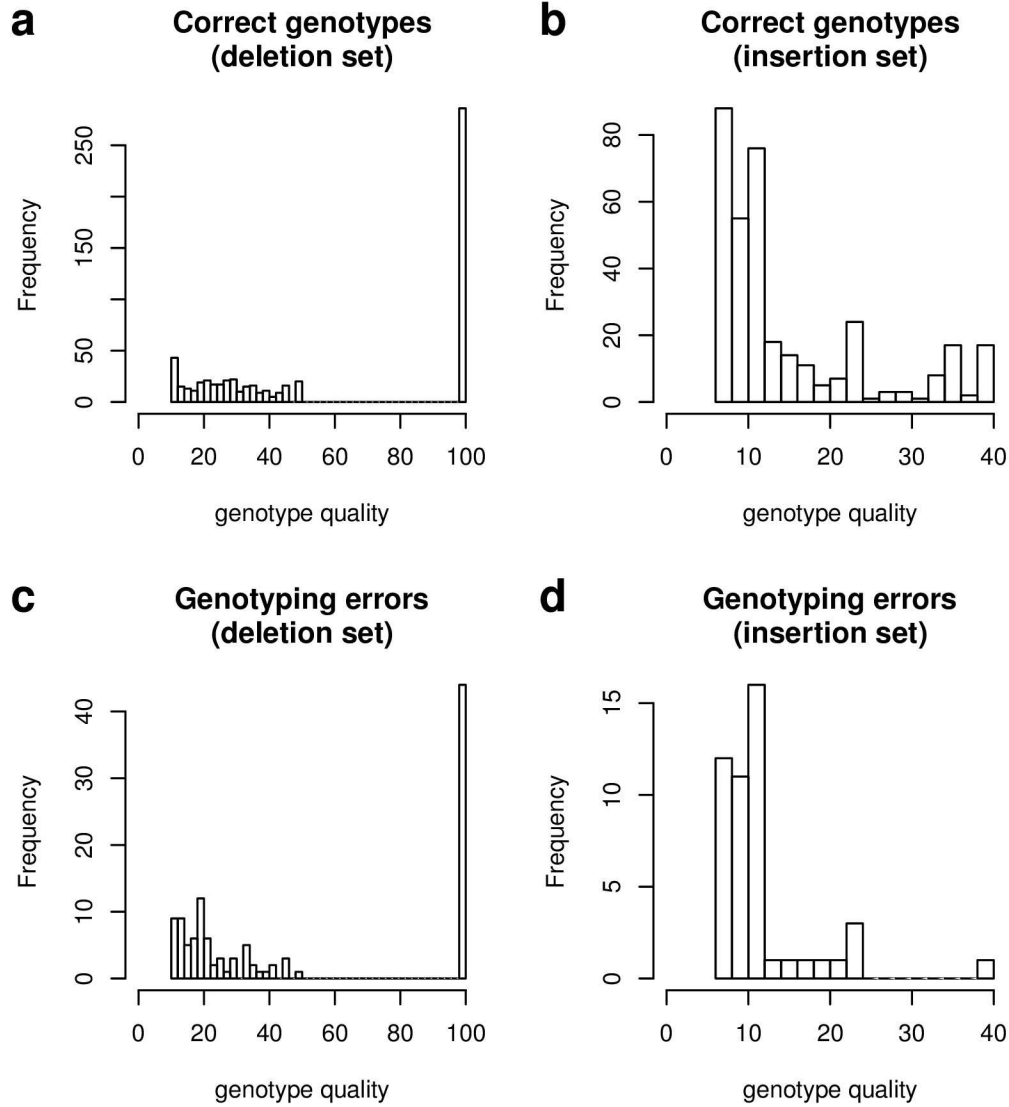 a
Correct genotypes
(deletion set)
Frequency
0 50 150 250
0 20 40 60 80 100
genotype quality
b
Correct genotypes
(insertion set)
Frequency
0 20 40 60 80
0 10 20 30 40
genotype quality
c
Genotyping errors
(deletion set)
Frequency
0 10 20 30 40
0 20 40 60 80 100
genotype quality
d
Genotyping errors
(insertion set)
Frequency
0 5 10 15
0 10 20 30 40
genotype quality